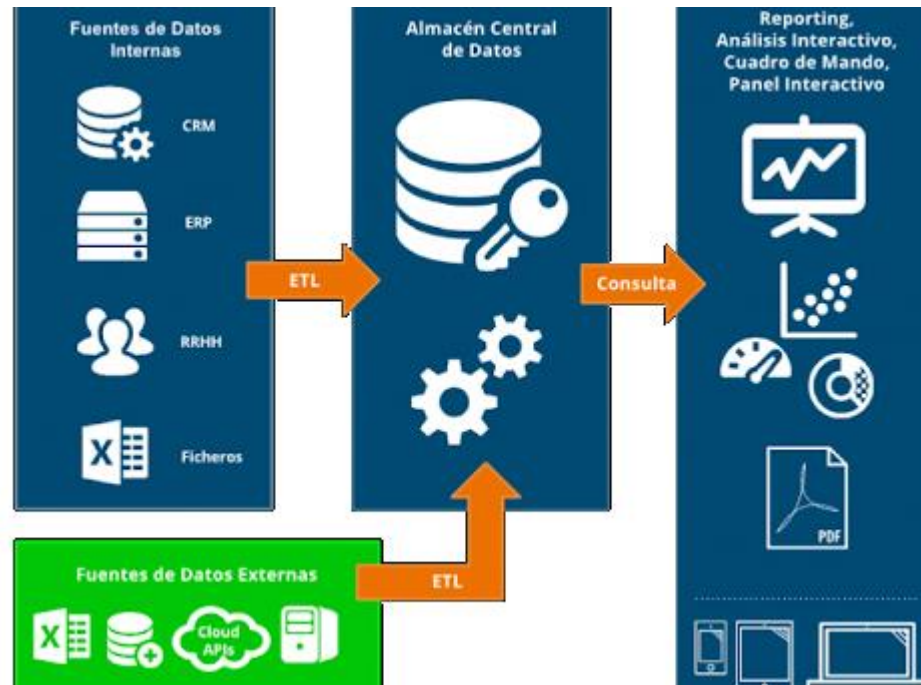 Fuentes de Datos
Internas
CRM
ERP
RRHH
X
Ficheros
ETL
Almacén Central
de Datos
Consulta
Reporting,
Análisis Interactivo,
Cuadro de Mando,
Panel Interactivo
PDF
Fuentes de Datos Externas
X
Cloud
APIs
ETL